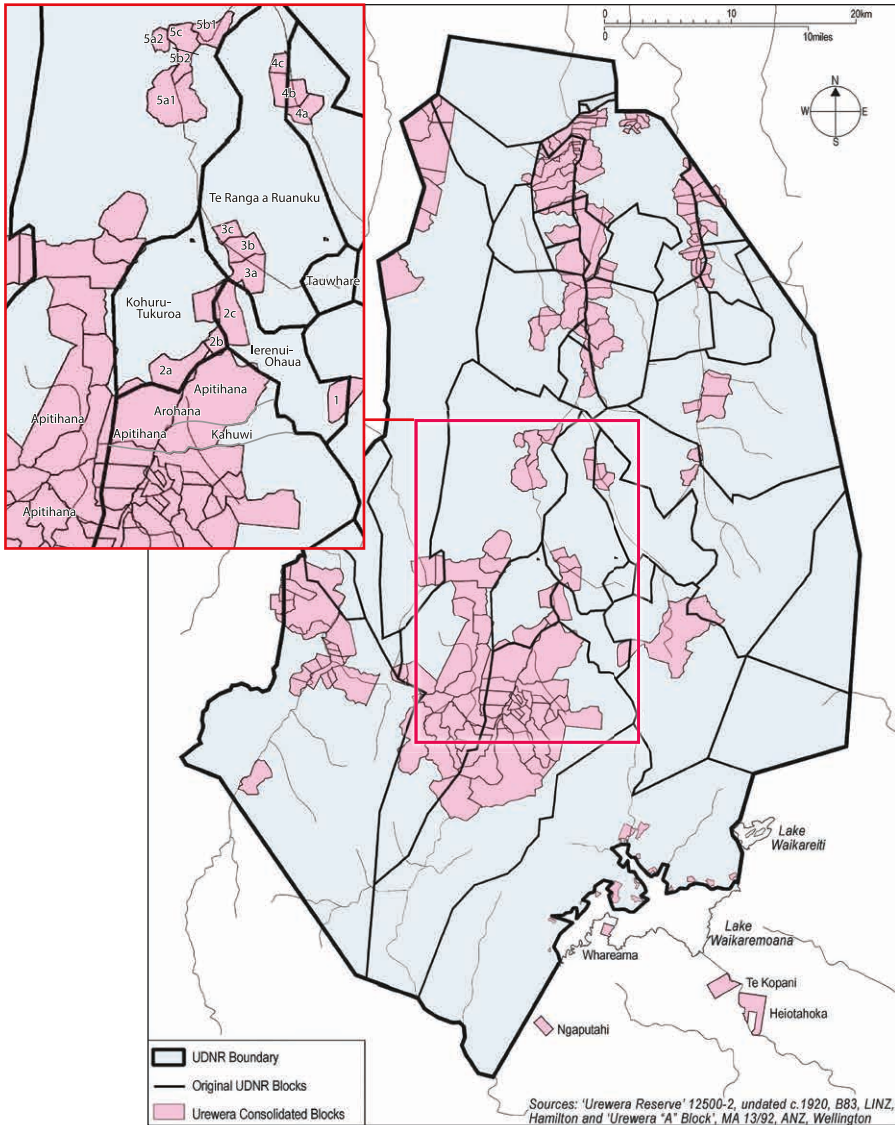 0
10
20km
10miles
N
W
E
S
5c
5b1
5a2
5b2
5a1
4c
4b
4a
Te Ranga a Ruanuku
3c
3b
3a
Tauwhare
Kohuru-
Tukuroa
2c
2b
Ierenui-
Ohaua
2a
Apitihana
1
Arohana
Apitihana
Apitihana
Kahuwi
Apitihana
Lake
Waikareiti
Lake
Waikaremoana
Whareama
Te Kopani
Heiotahoka
Ngaputahi
UDNR Boundary
Original UDNR Blocks
Urewera Consolidated Blocks
Sources: 'Urewera Reserve' 12500-2, undated c.1920, B83, LINZ,
Hamilton and 'Urewera "A" Block', MA 13/92, ANZ, Wellington